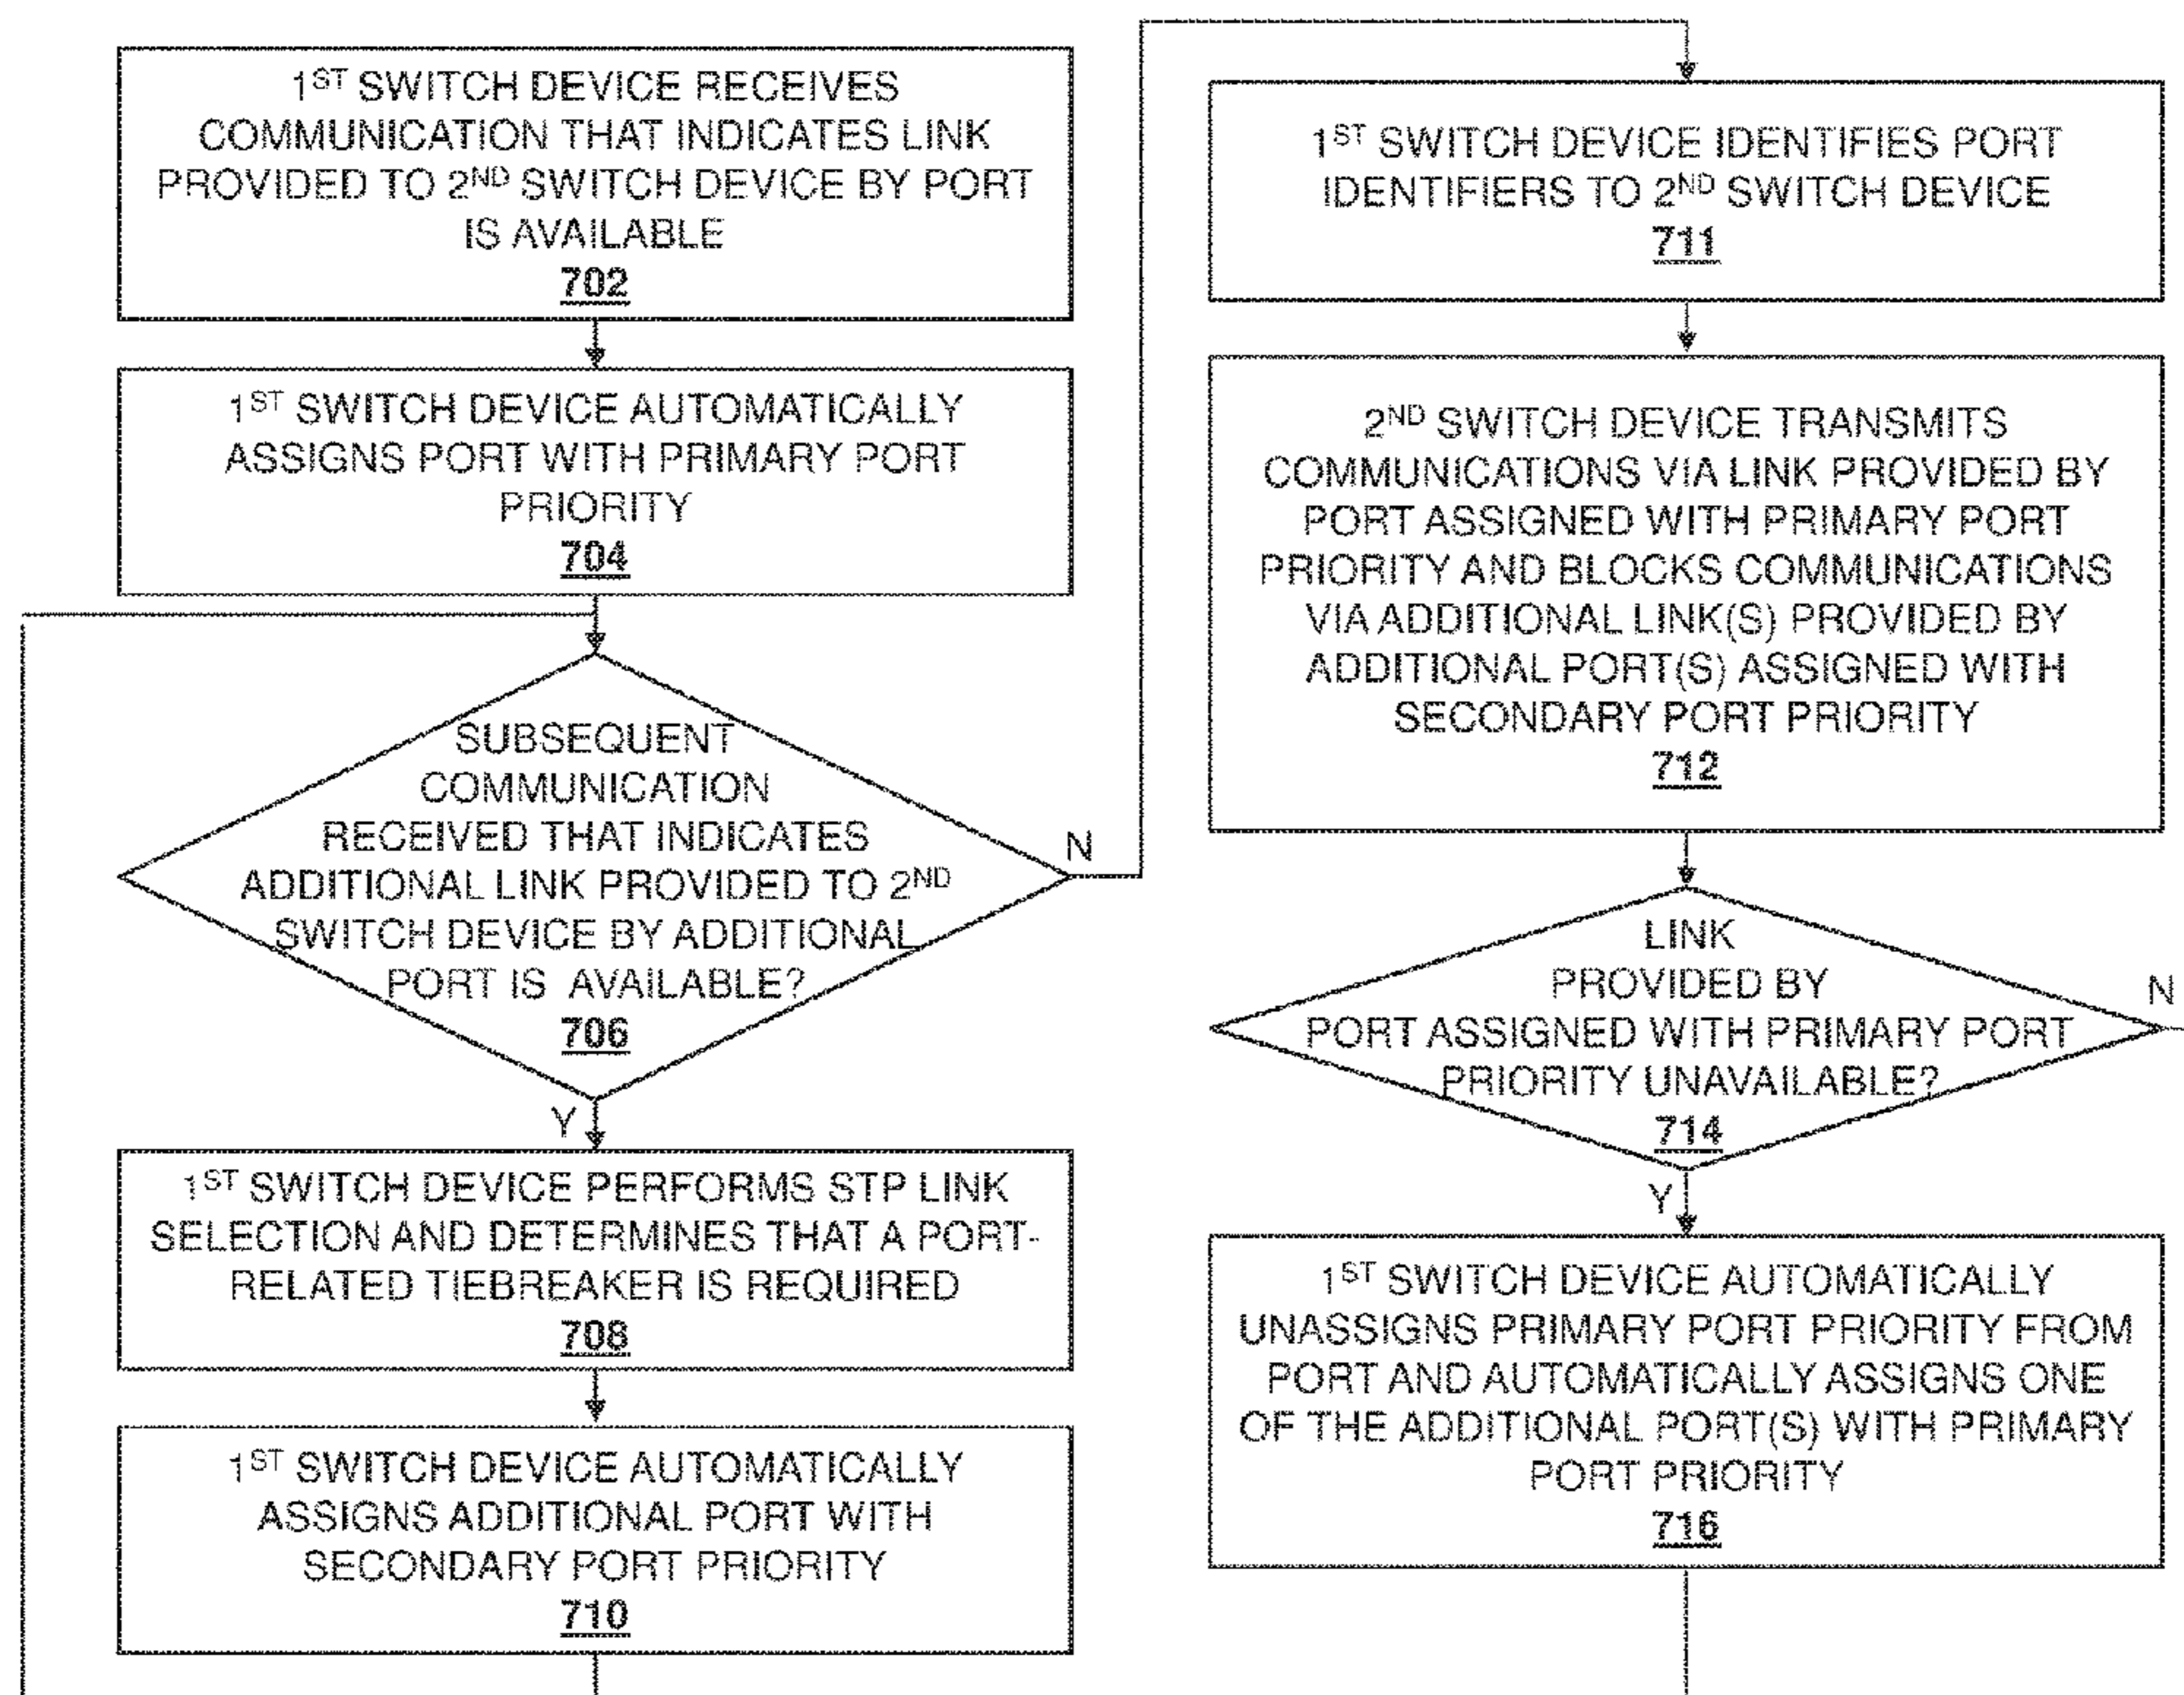 1ST SWITCH DEVICE RECEIVES
COMMUNICATION THAT INDICATES LINK
PROVIDED TO 2ND SWITCH DEVICE BY PORT
IS AVAILABLE
702
1ST SWITCH DEVICE AUTOMATICALLY
ASSIGNS PORT WITH PRIMARY PORT
PRIORITY
704
SUBSEQUENT
COMMUNICATION
RECEIVED THAT INDICATES
ADDITIONAL LINK PROVIDED TO 2ND
SWITCH DEVICE BY ADDITIONAL
PORT IS AVAILABLE?
706
N
Y
1ST SWITCH DEVICE PERFORMS STP LINK
SELECTION AND DETERMINES THAT A PORT-
RELATED TIEBREAKER IS REQUIRED
708
1ST SWITCH DEVICE AUTOMATICALLY
ASSIGNS ADDITIONAL PORT WITH
SECONDARY PORT PRIORITY
710
1ST SWITCH DEVICE IDENTIFIES PORT
IDENTIFIERS TO 2ND SWITCH DEVICE
711
2ND SWITCH DEVICE TRANSMITS
COMMUNICATIONS VIA LINK PROVIDED BY
PORT ASSIGNED WITH PRIMARY PORT
PRIORITY AND BLOCKS COMMUNICATIONS
VIA ADDITIONAL LINK(S) PROVIDED BY
ADDITIONAL PORT(S) ASSIGNED WITH
SECONDARY PORT PRIORITY
712
LINK
PROVIDED BY
PORT ASSIGNED WITH PRIMARY PORT
PRIORITY UNAVAILABLE?
714
N
Y
1ST SWITCH DEVICE AUTOMATICALLY
UNASSIGNS PRIMARY PORT PRIORITY FROM
PORT AND AUTOMATICALLY ASSIGNS ONE
OF THE ADDITIONAL PORT(S) WITH PRIMARY
PORT PRIORITY
716